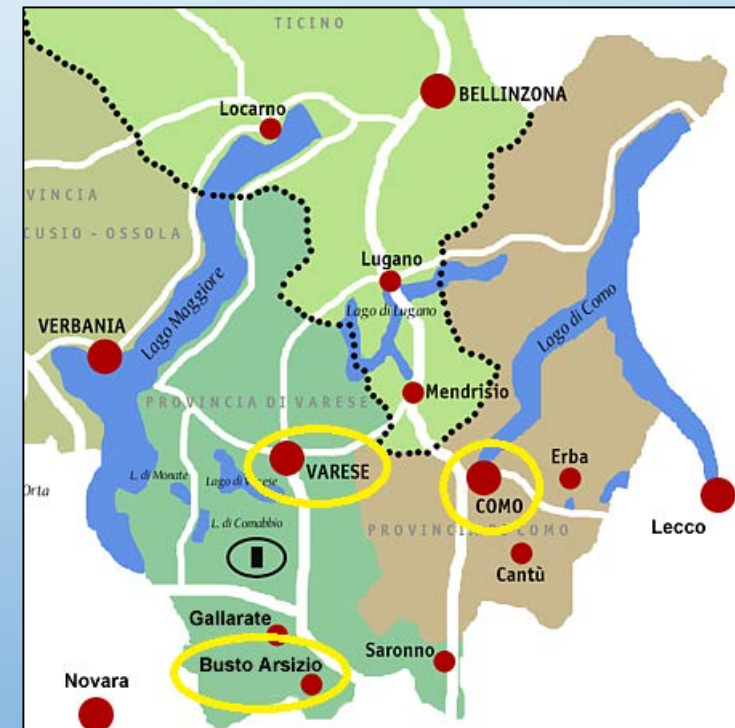 TICINO
BELLINZONA
Locarno
VINCIA
CUSIO - OSSOLA
Lugano
Lago Maggiore
Lago di Lugano
Lago di Como
VERBANIA
Mendrisio
PROVINCIA DI VARESE
VARESE
Erba
L. di Monate
Lago di Varese
COMO
Orta
Lecco
L. di Comabbio
PROVINCIA DI COMO
Cantù
Gallarate
Saronno
Busto Arsizio
Novara